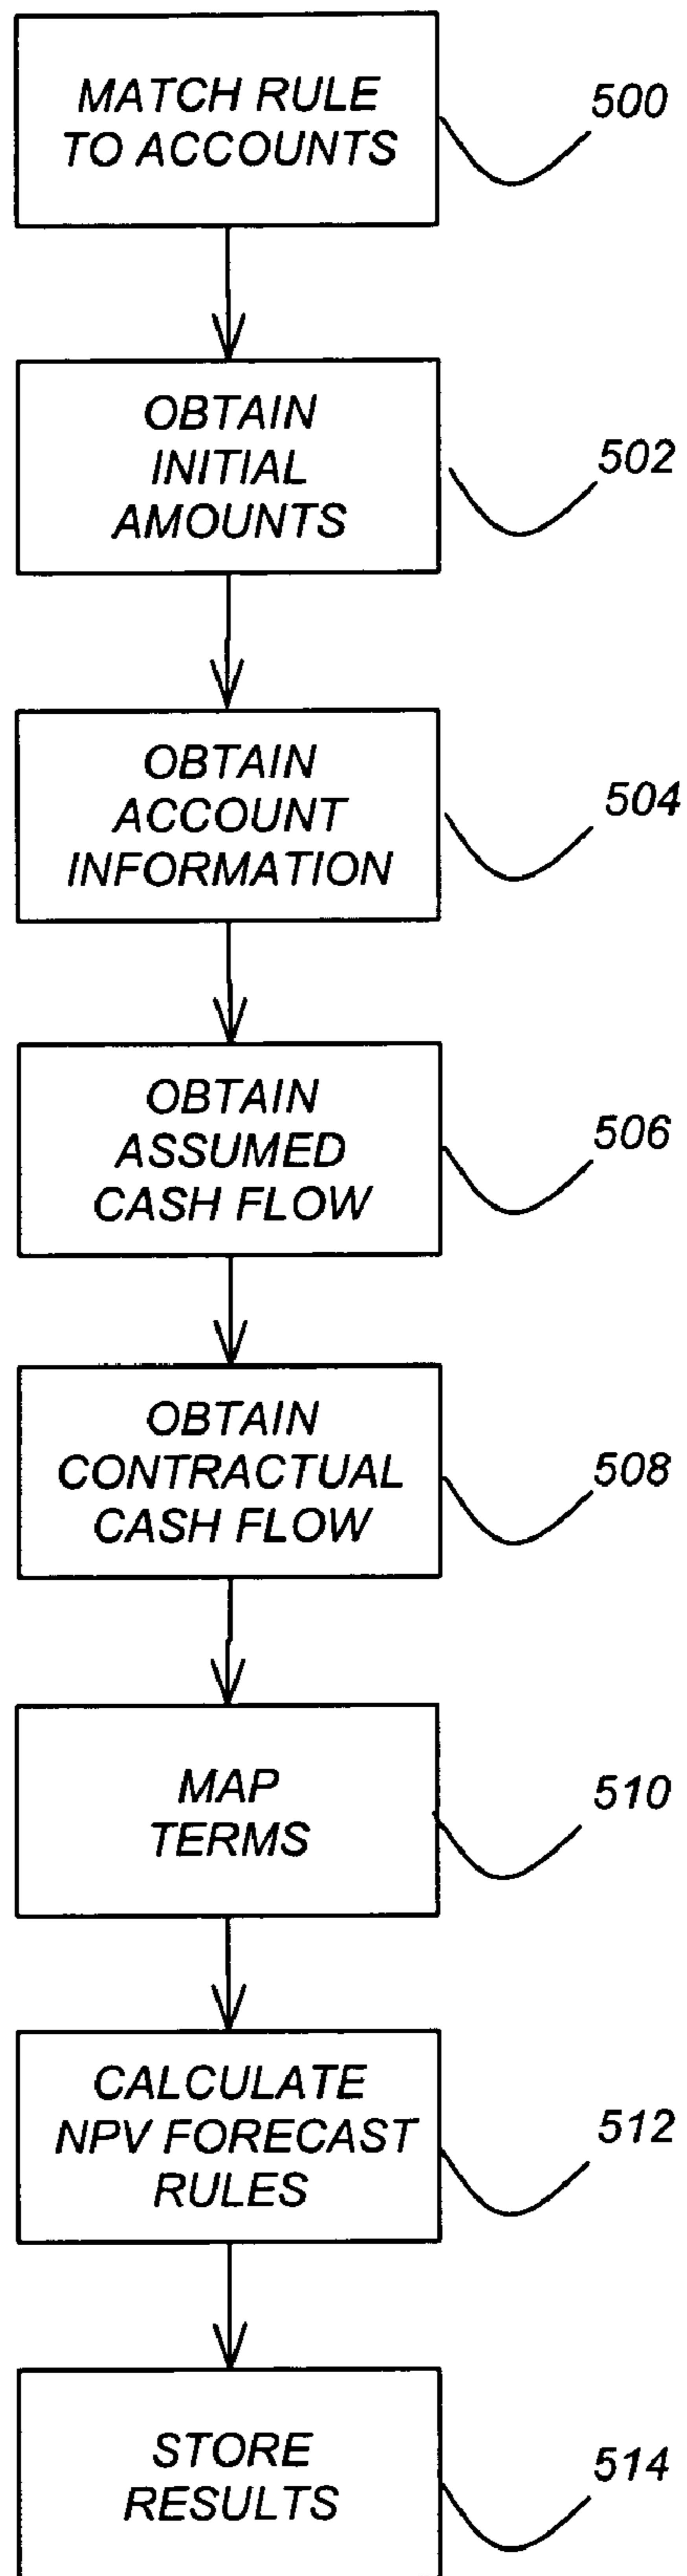 MATCH RULE
TO ACCOUNTS
500
OBTAIN
INITIAL
AMOUNTS
502
OBTAIN
ACCOUNT
INFORMATION
504
OBTAIN
ASSUMED
CASH FLOW
506
OBTAIN
CONTRACTUAL
CASH FLOW
508
MAP
TERMS
510
CALCULATE
NPV FORECAST
RULES
512
STORE
RESULTS
514